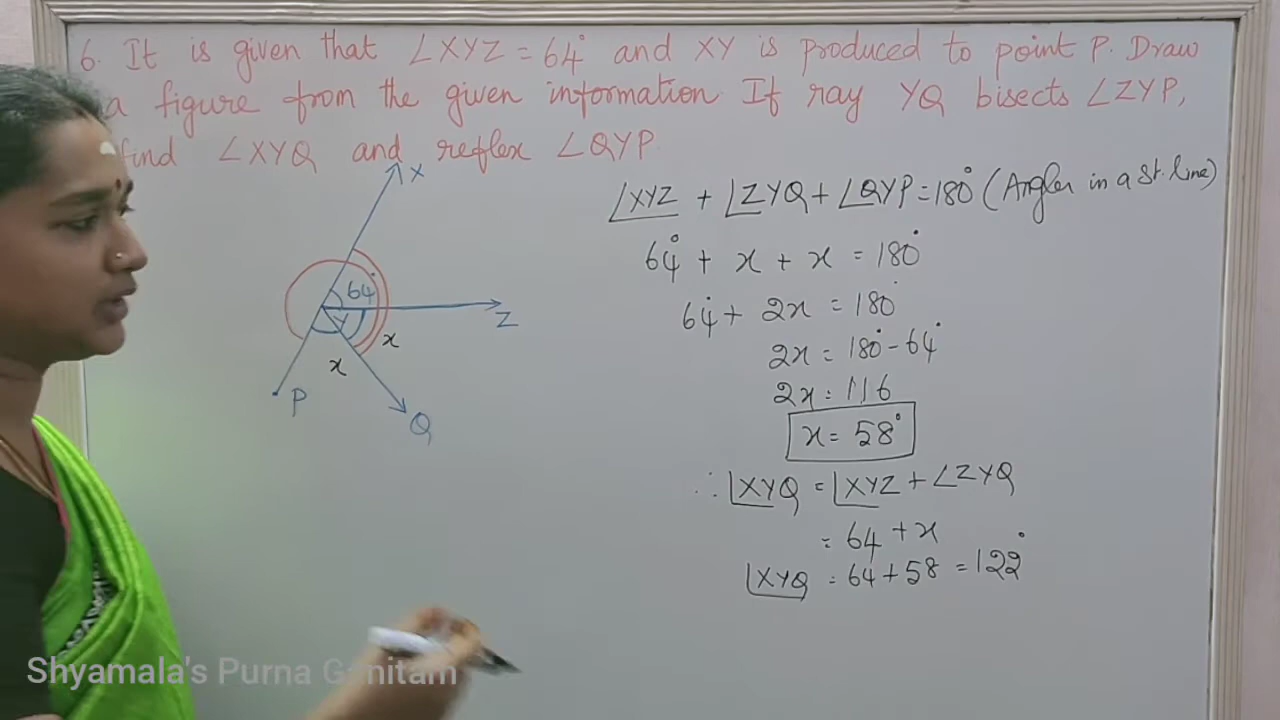 6. It is given that ∠XYZ = 64° and XY is produced to point P. Draw
a figure from the given information. If ray YQ bisects ∠ZYP,
find ∠XYQ and reflex ∠QYP.
X
64°
Y
Z
x
x
P
Q
∠XYZ + ∠ZYQ + ∠QYP = 180° (Angles in a st. line)
64° + x + x = 180°
64° + 2x = 180°
2x = 180° - 64°
2x = 116
x = 58°
∴ ∠XYQ = ∠XYZ + ∠ZYQ
= 64 + x
∠XYQ = 64 + 58 = 122°
Shyamala's Purna Ganitam